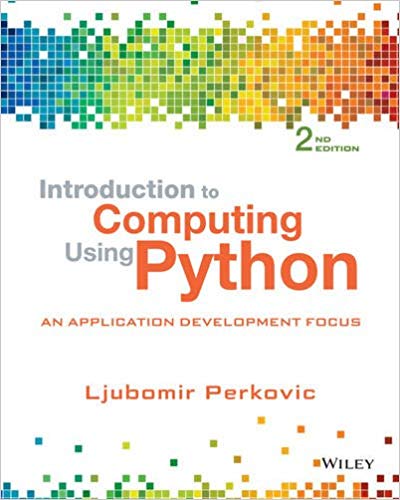 2ND EDITION
Introduction to
Computing
Using Python
AN APPLICATION DEVELOPMENT FOCUS
Ljubomir Perkovic
WILEY